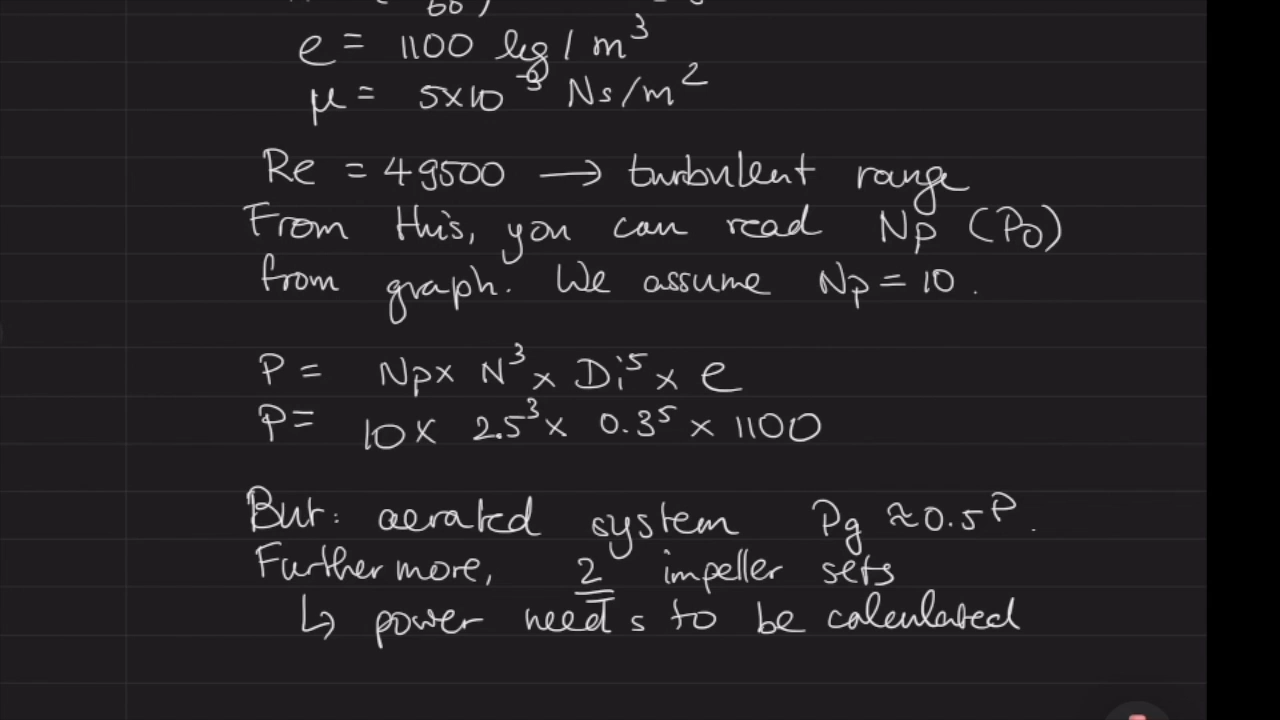 60)
e = 1100 kg/m³
μ = 5x10⁻³ Ns/m²
Re = 49500 → turbulent range
From this, you can read Np (Po)
from graph. We assume Np = 10.
P = Np x N³ x Di⁵ x e
P = 10 x 2.5³ x 0.3⁵ x 1100
But: aerated system Pg ≈ 0.5 P.
Furthermore, 2 impeller sets
↳ power needs to be calculated